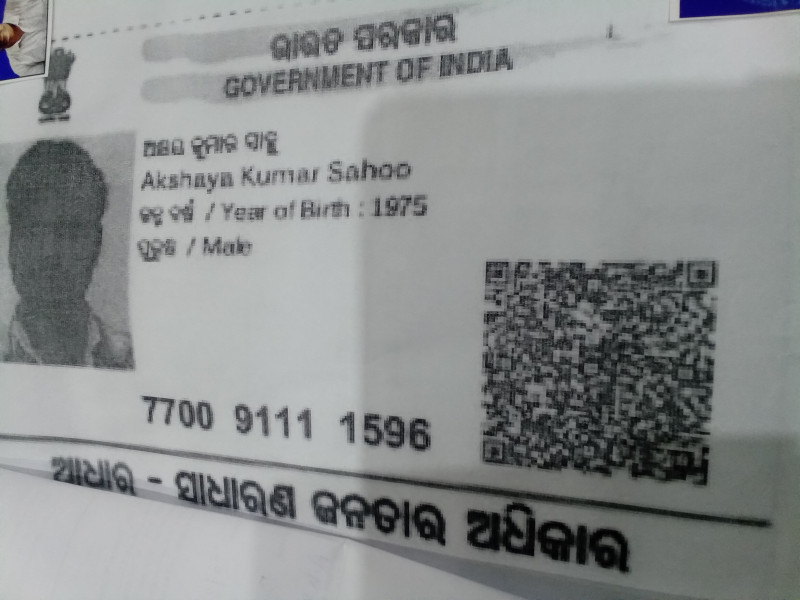 ଭାରତ ସରକାର
GOVERNMENT OF INDIA
ଅକ୍ଷୟ କୁମାର ସାହୁ
Akshaya Kumar Sahoo
ଜନ୍ମ ବର୍ଷ / Year of Birth : 1975
ପୁରୁଷ / Male
7700 9111 1596
ଆଧାର - ସାଧାରଣ ଜନତାର ଅଧିକାର